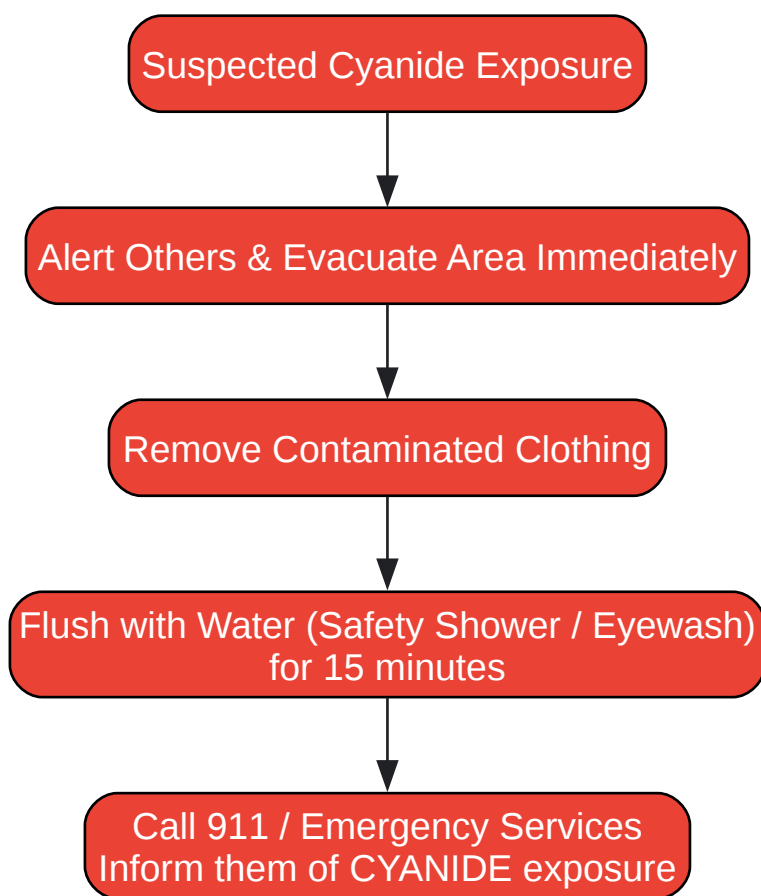 Suspected Cyanide Exposure
Alert Others & Evacuate Area Immediately
Remove Contaminated Clothing
Flush with Water (Safety Shower / Eyewash)
for 15 minutes
Call 911 / Emergency Services
Inform them of CYANIDE exposure